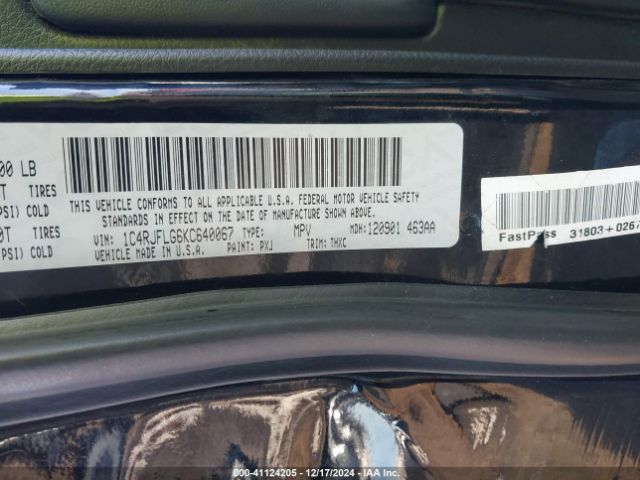 00 LB
T TIRES
PSI) COLD
0T TIRES
(PSI) COLD
THIS VEHICLE CONFORMS TO ALL APPLICABLE U.S.A. FEDERAL MOTOR VEHICLE SAFETY
STANDARDS IN EFFECT ON THE DATE OF MANUFACTURE SHOWN ABOVE.
VIN: 1C4RJFLG6KC640067 TYPE: MPV MDH: 120901 463AA
VEHICLE MADE IN U.S.A. PAINT: PXJ TRIM: THXC
FastPass 31803+0267
000-41124205 - 12/17/2024 - IAA Inc.